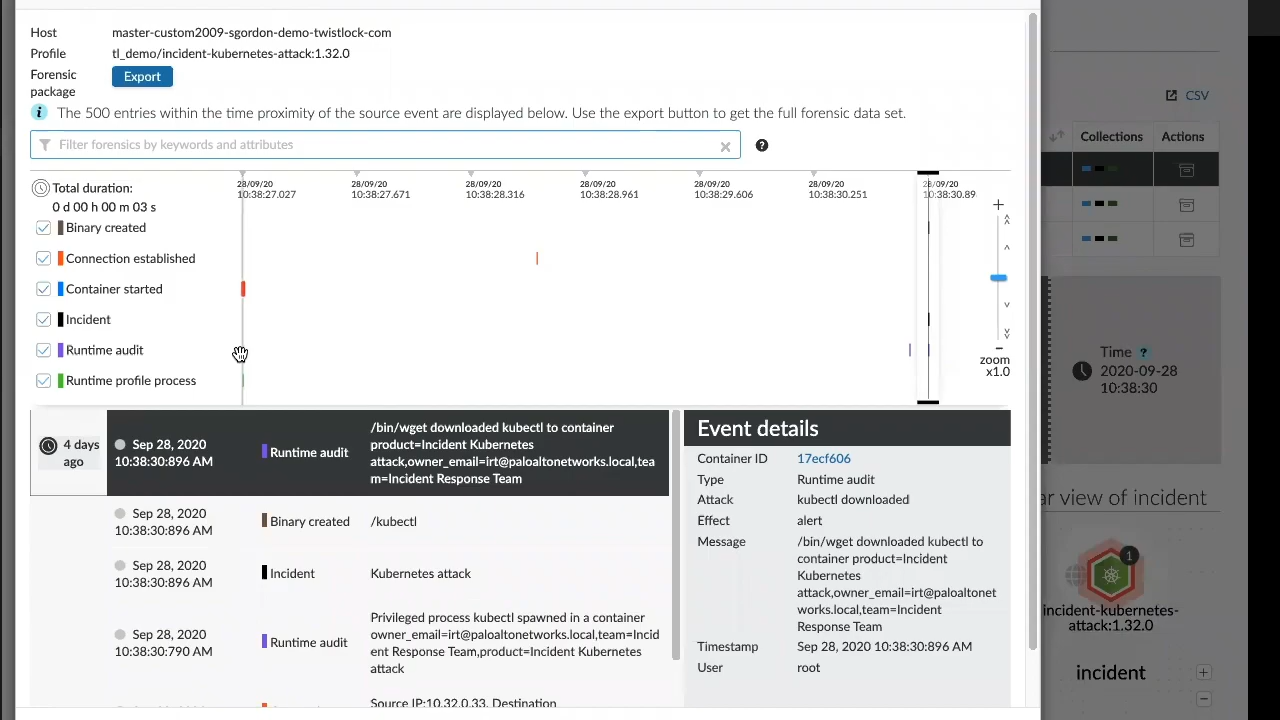 Host master-custom2009-sgordon-demo-twistlock-com
Profile tl_demo/incident-kubernetes-attack:1.32.0
Forensic
package Export
The 500 entries within the time proximity of the source event are displayed below. Use the export button to get the full forensic data set.
Filter forensics by keywords and attributes
Total duration:
0 d 00 h 00 m 03 s
28/09/20 28/09/20 28/09/20 28/09/20 28/09/20 28/09/20 28/09/20
10:38:27.027 10:38:27.671 10:38:28.316 10:38:28.961 10:38:29.606 10:38:30.251 10:38:30.89
Binary created
Connection established
Container started
Incident
Runtime audit
Runtime profile process
+
−
zoom
x1.0
4 days
ago
Sep 28, 2020
10:38:30:896 AM
Runtime audit
/bin/wget downloaded kubectl to container
product=Incident Kubernetes
attack,owner_email=irt@paloaltonetworks.local,tea
m=Incident Response Team
Sep 28, 2020
10:38:30:896 AM
Binary created
/kubectl
Sep 28, 2020
10:38:30:896 AM
Incident
Kubernetes attack
Sep 28, 2020
10:38:30:790 AM
Runtime audit
Privileged process kubectl spawned in a container
owner_email=irt@paloaltonetworks.local,team=Incid
ent Response Team,product=Incident Kubernetes
attack
Source IP:10.32.0.33, Destination
Event details
Container ID 17ecf606
Type Runtime audit
Attack kubectl downloaded
Effect alert
Message /bin/wget downloaded kubectl to
container product=Incident
Kubernetes
attack,owner_email=irt@paloaltonet
works.local,team=Incident
Response Team
Timestamp Sep 28, 2020 10:38:30:896 AM
User root
CSV
Collections Actions
Time ?
2020-09-28
10:38:30
ar view of incident
1
incident-kubernetes-
attack:1.32.0
incident
+
−